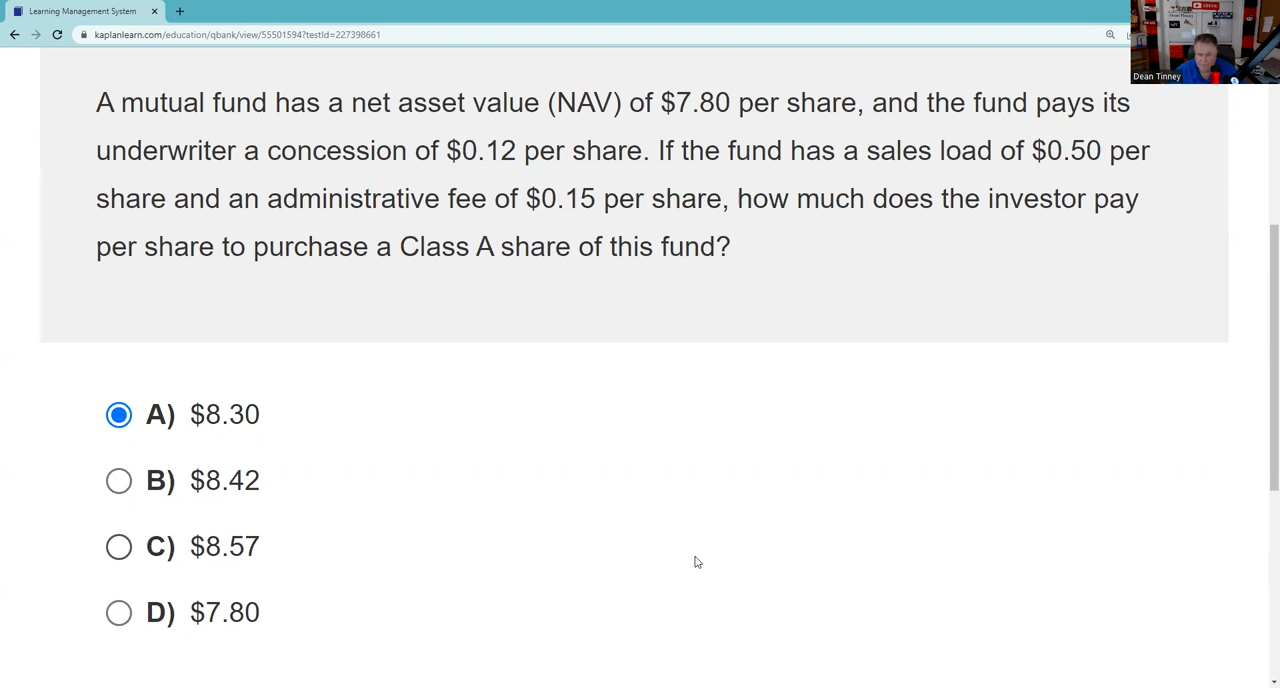 Learning Management System
kaplanlearn.com/education/qbank/view/55501594?testId=227398661
Dean Tinney
A mutual fund has a net asset value (NAV) of $7.80 per share, and the fund pays its
underwriter a concession of $0.12 per share. If the fund has a sales load of $0.50 per
share and an administrative fee of $0.15 per share, how much does the investor pay
per share to purchase a Class A share of this fund?
A) $8.30
B) $8.42
C) $8.57
D) $7.80